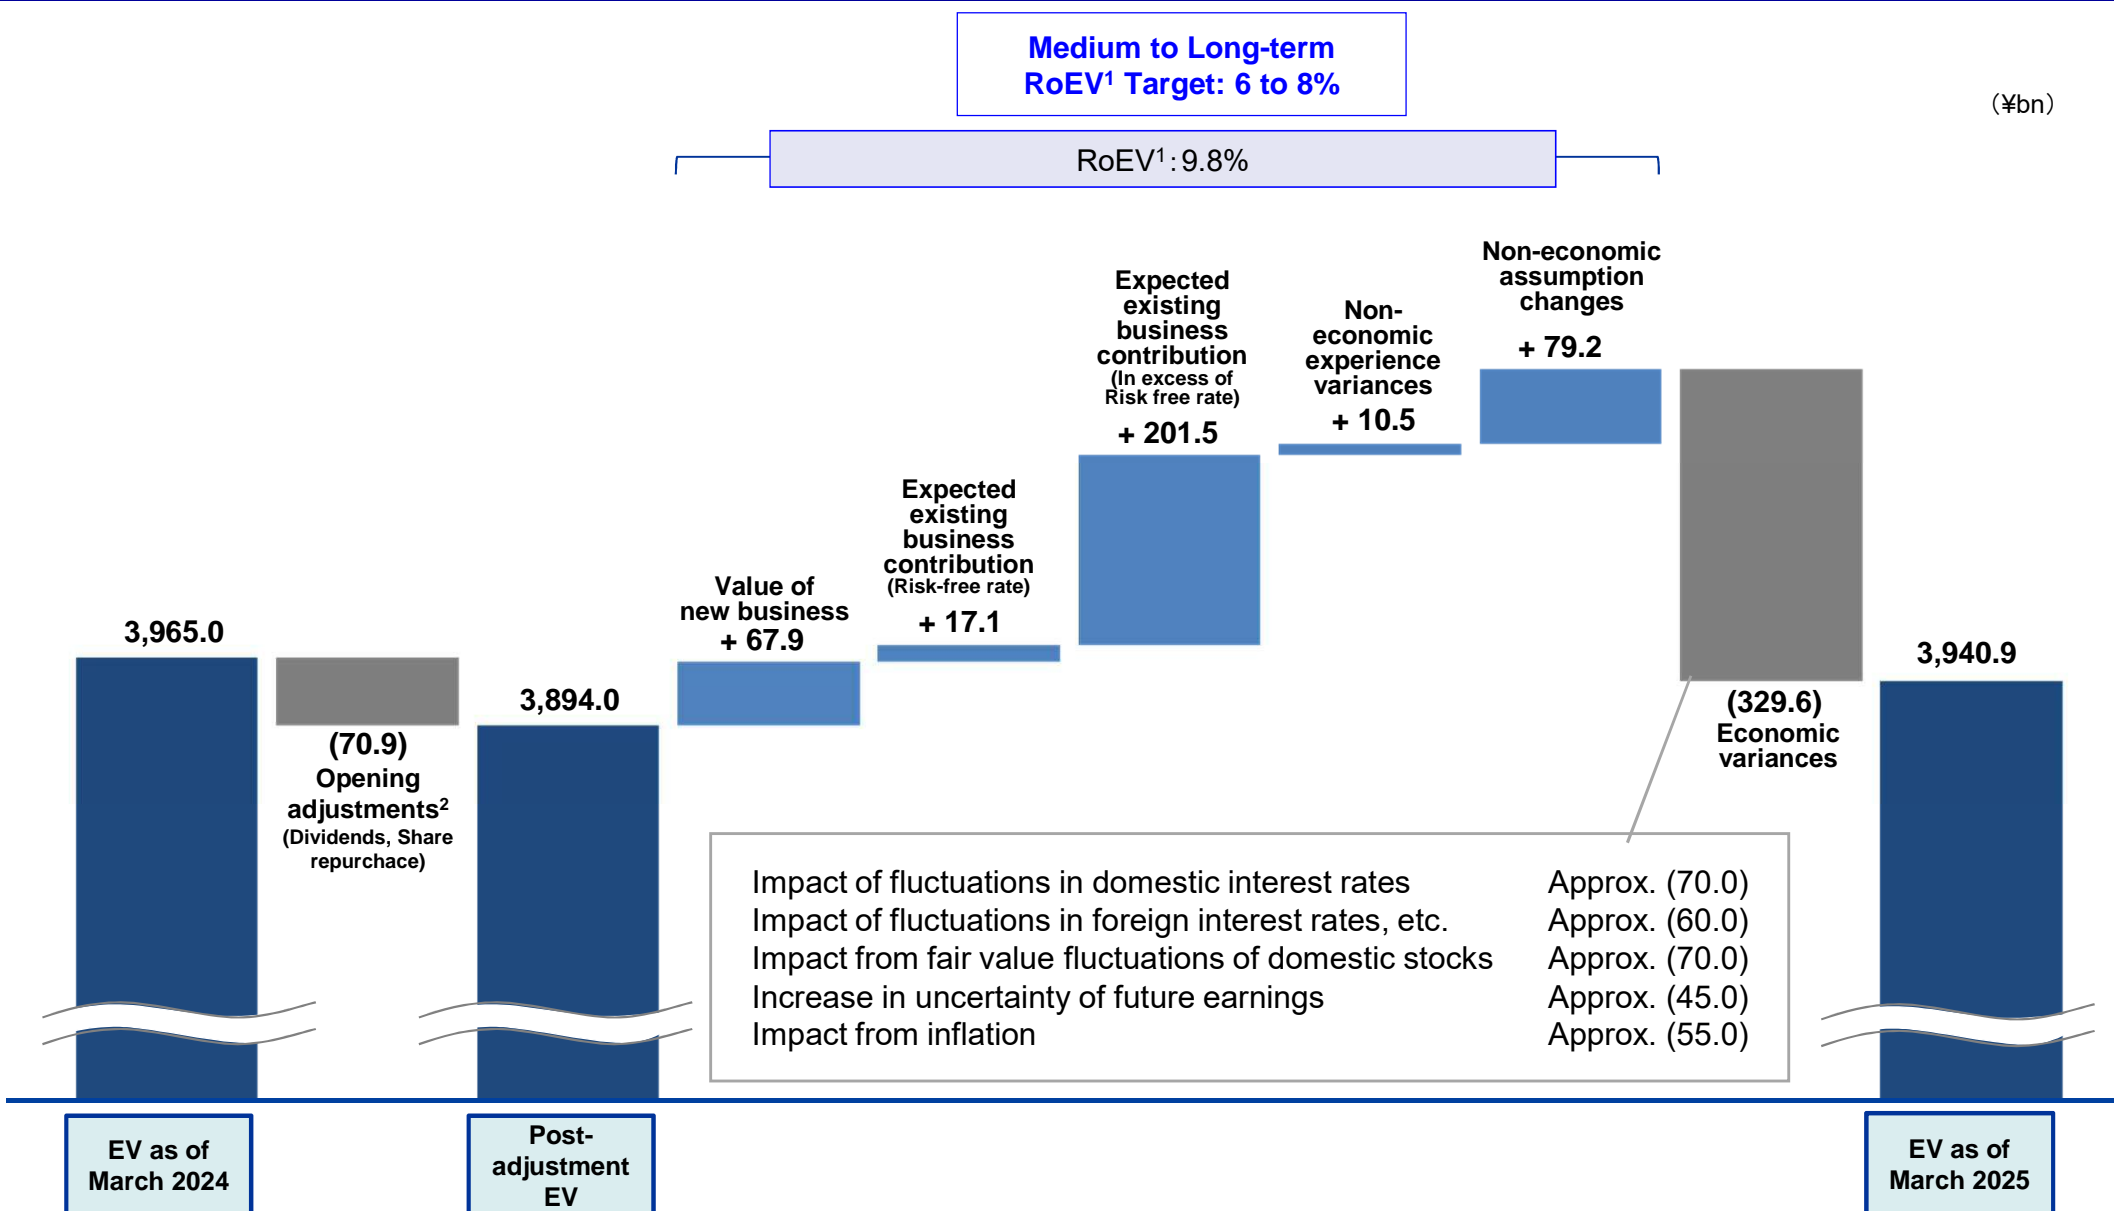 Medium to Long-term
RoEV¹ Target: 6 to 8%
（¥bn）
RoEV¹：9.8%
3,965.0
(70.9)
Opening
adjustments²
(Dividends, Share
repurchace)
3,894.0
Value of
new business
+ 67.9
Expected
existing
business
contribution
(Risk-free rate)
+ 17.1
Expected
existing
business
contribution
(In excess of
Risk free rate)
+ 201.5
Non-
economic
experience
variances
+ 10.5
Non-economic
assumption
changes
+ 79.2
(329.6)
Economic
variances
3,940.9
Impact of fluctuations in domestic interest rates Approx. (70.0)
Impact of fluctuations in foreign interest rates, etc. Approx. (60.0)
Impact from fair value fluctuations of domestic stocks Approx. (70.0)
Increase in uncertainty of future earnings Approx. (45.0)
Impact from inflation Approx. (55.0)
EV as of
March 2024
Post-
adjustment
EV
EV as of
March 2025